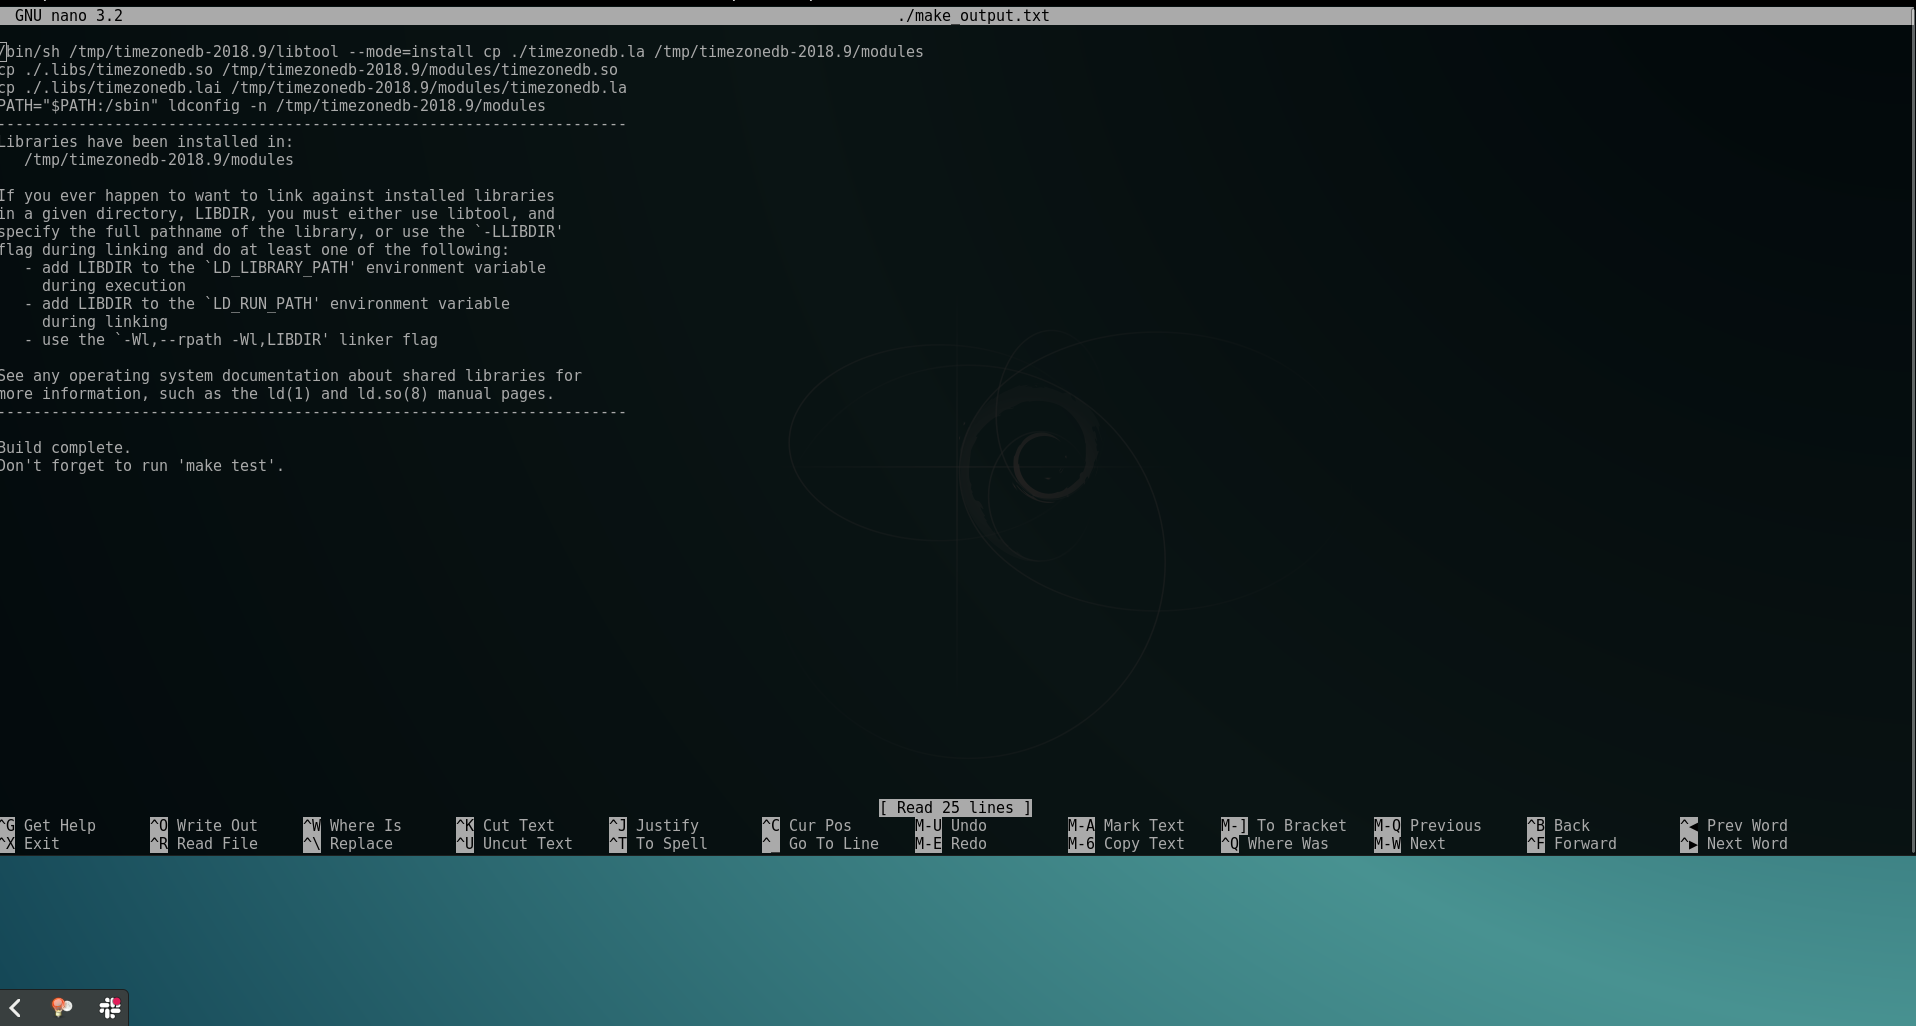 GNU nano 3.2 ./make_output.txt
/bin/sh /tmp/timezonedb-2018.9/libtool --mode=install cp ./timezonedb.la /tmp/timezonedb-2018.9/modules
cp ./.libs/timezonedb.so /tmp/timezonedb-2018.9/modules/timezonedb.so
cp ./.libs/timezonedb.lai /tmp/timezonedb-2018.9/modules/timezonedb.la
PATH="$PATH:/sbin" ldconfig -n /tmp/timezonedb-2018.9/modules
----------------------------------------------------------------------
Libraries have been installed in:
   /tmp/timezonedb-2018.9/modules
If you ever happen to want to link against installed libraries
in a given directory, LIBDIR, you must either use libtool, and
specify the full pathname of the library, or use the `-LLIBDIR'
flag during linking and do at least one of the following:
   - add LIBDIR to the `LD_LIBRARY_PATH' environment variable
     during execution
   - add LIBDIR to the `LD_RUN_PATH' environment variable
     during linking
   - use the `-Wl,--rpath -Wl,LIBDIR' linker flag
See any operating system documentation about shared libraries for
more information, such as the ld(1) and ld.so(8) manual pages.
----------------------------------------------------------------------
Build complete.
Don't forget to run 'make test'.
[ Read 25 lines ]
^G Get Help ^O Write Out ^W Where Is ^K Cut Text ^J Justify ^C Cur Pos M-U Undo M-A Mark Text M-] To Bracket M-Q Previous ^B Back ^◀ Prev Word
^X Exit ^R Read File ^\ Replace ^U Uncut Text ^T To Spell ^_ Go To Line M-E Redo M-6 Copy Text ^Q Where Was M-W Next ^F Forward ^▶ Next Word